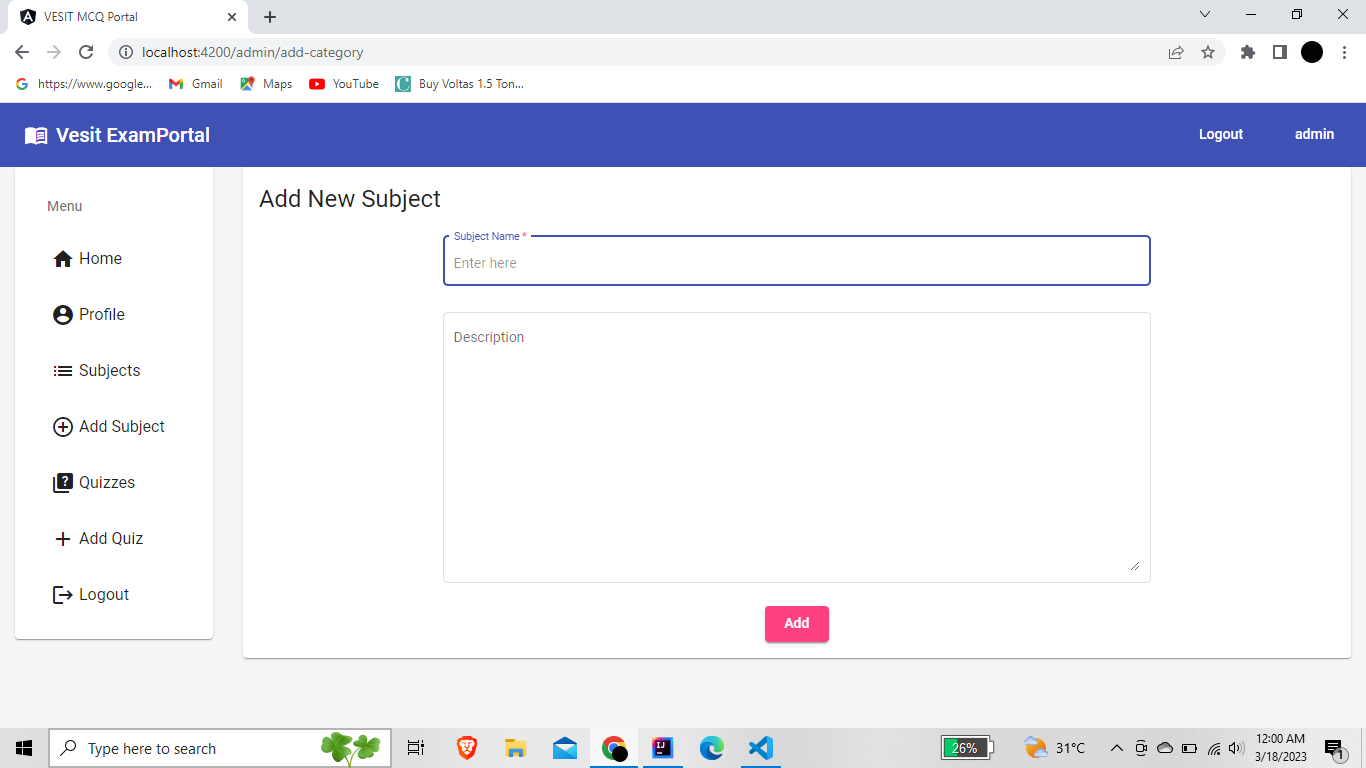 VESIT MCQ Portal
localhost:4200/admin/add-category
https://www.google... Gmail Maps YouTube Buy Voltas 1.5 Ton...
Vesit ExamPortal Logout admin
Menu
Home
Profile
Subjects
Add Subject
Quizzes
Add Quiz
Logout
Add New Subject
Subject Name *
Enter here
Description
Add
Type here to search
26%
31°C
12:00 AM
3/18/2023
1